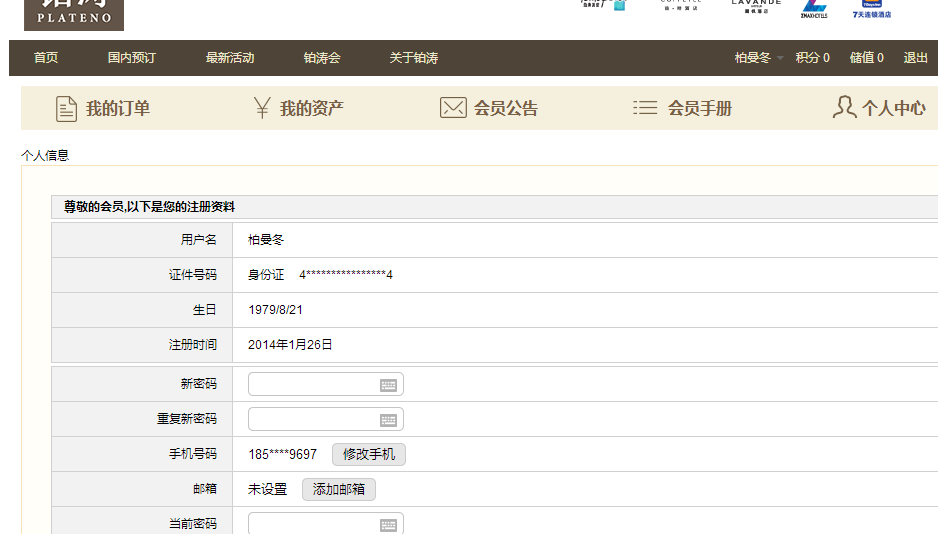 铂涛
PLATENO
LAVANDE
ZMAXHOTELS
7天连锁酒店
首页 国内预订 最新活动 铂涛会 关于铂涛 柏曼冬 积分 0 储值 0 退出
我的订单 我的资产 会员公告 会员手册 个人中心
个人信息
尊敬的会员,以下是您的注册资料
用户名 柏曼冬
证件号码 身份证 4****************4
生日 1979/8/21
注册时间 2014年1月26日
新密码
重复新密码
手机号码 185****9697 修改手机
邮箱 未设置 添加邮箱
当前密码